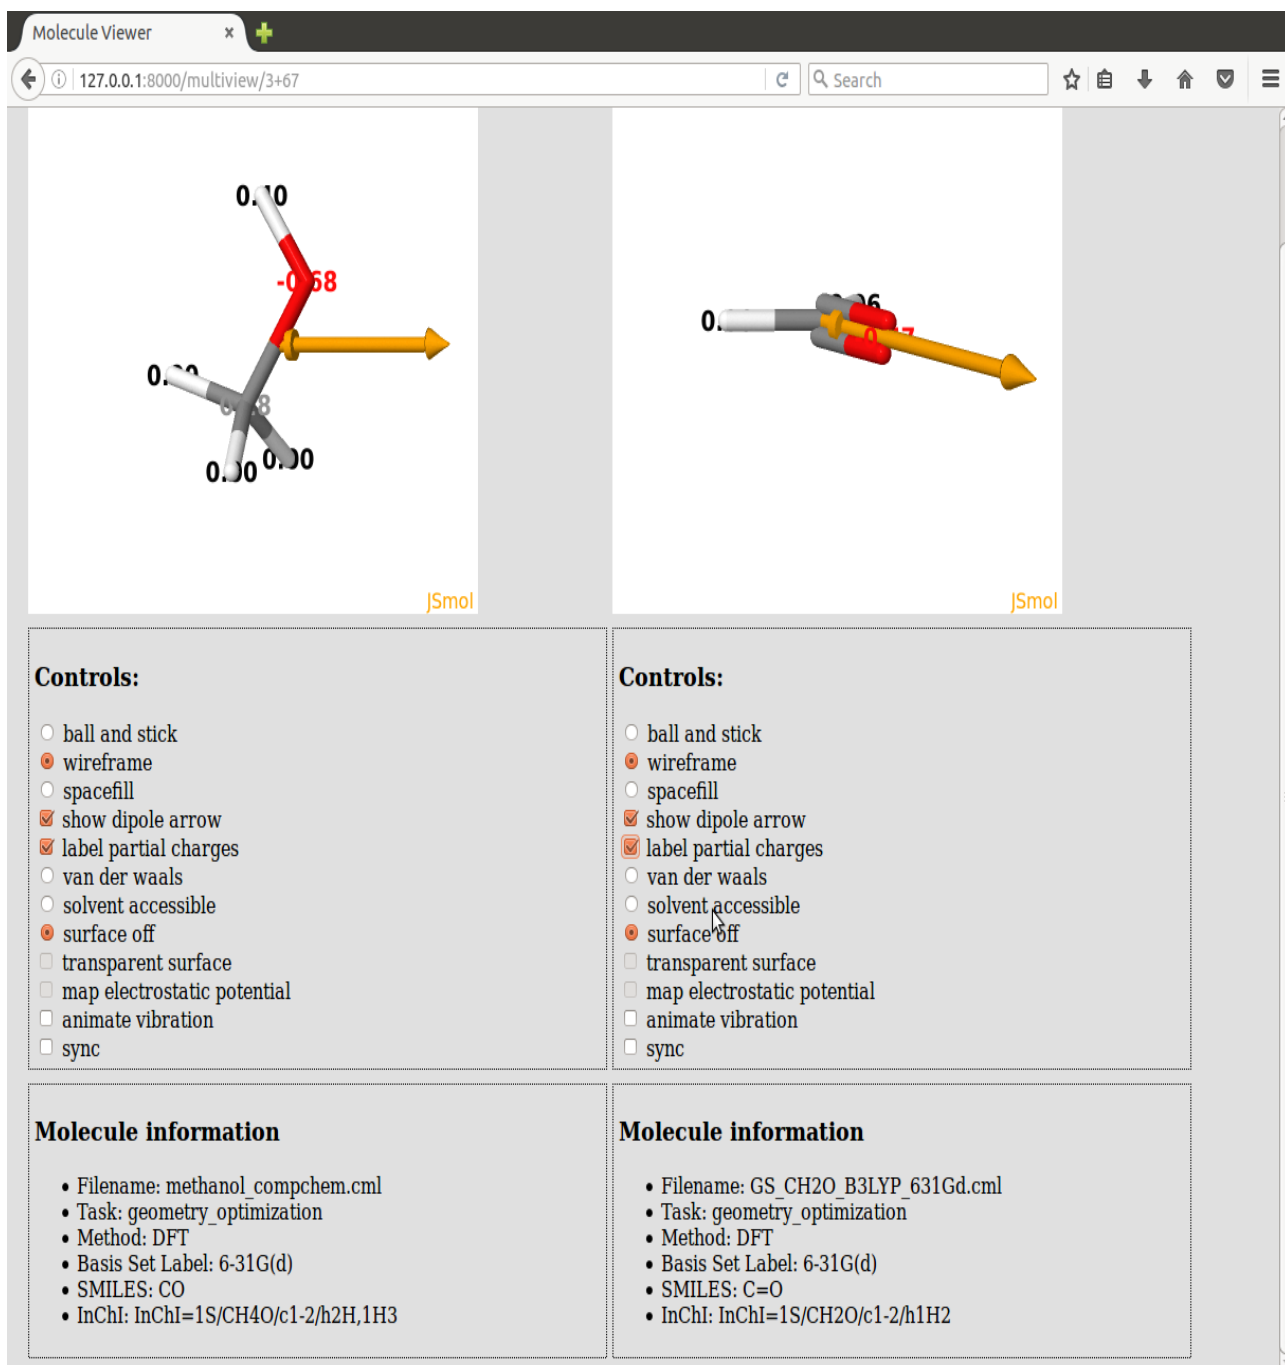 Molecule Viewer ×
127.0.0.1:8000/multiview/3+67
Search
JSmol
JSmol
Controls:
ball and stick
wireframe
spacefill
show dipole arrow
label partial charges
van der waals
solvent accessible
surface off
transparent surface
map electrostatic potential
animate vibration
sync
Controls:
ball and stick
wireframe
spacefill
show dipole arrow
label partial charges
van der waals
solvent accessible
surface off
transparent surface
map electrostatic potential
animate vibration
sync
Molecule information
• Filename: methanol_compchem.cml
• Task: geometry_optimization
• Method: DFT
• Basis Set Label: 6-31G(d)
• SMILES: CO
• InChI: InChI=1S/CH4O/c1-2/h2H,1H3
Molecule information
• Filename: GS_CH2O_B3LYP_631Gd.cml
• Task: geometry_optimization
• Method: DFT
• Basis Set Label: 6-31G(d)
• SMILES: C=O
• InChI: InChI=1S/CH2O/c1-2/h1H2